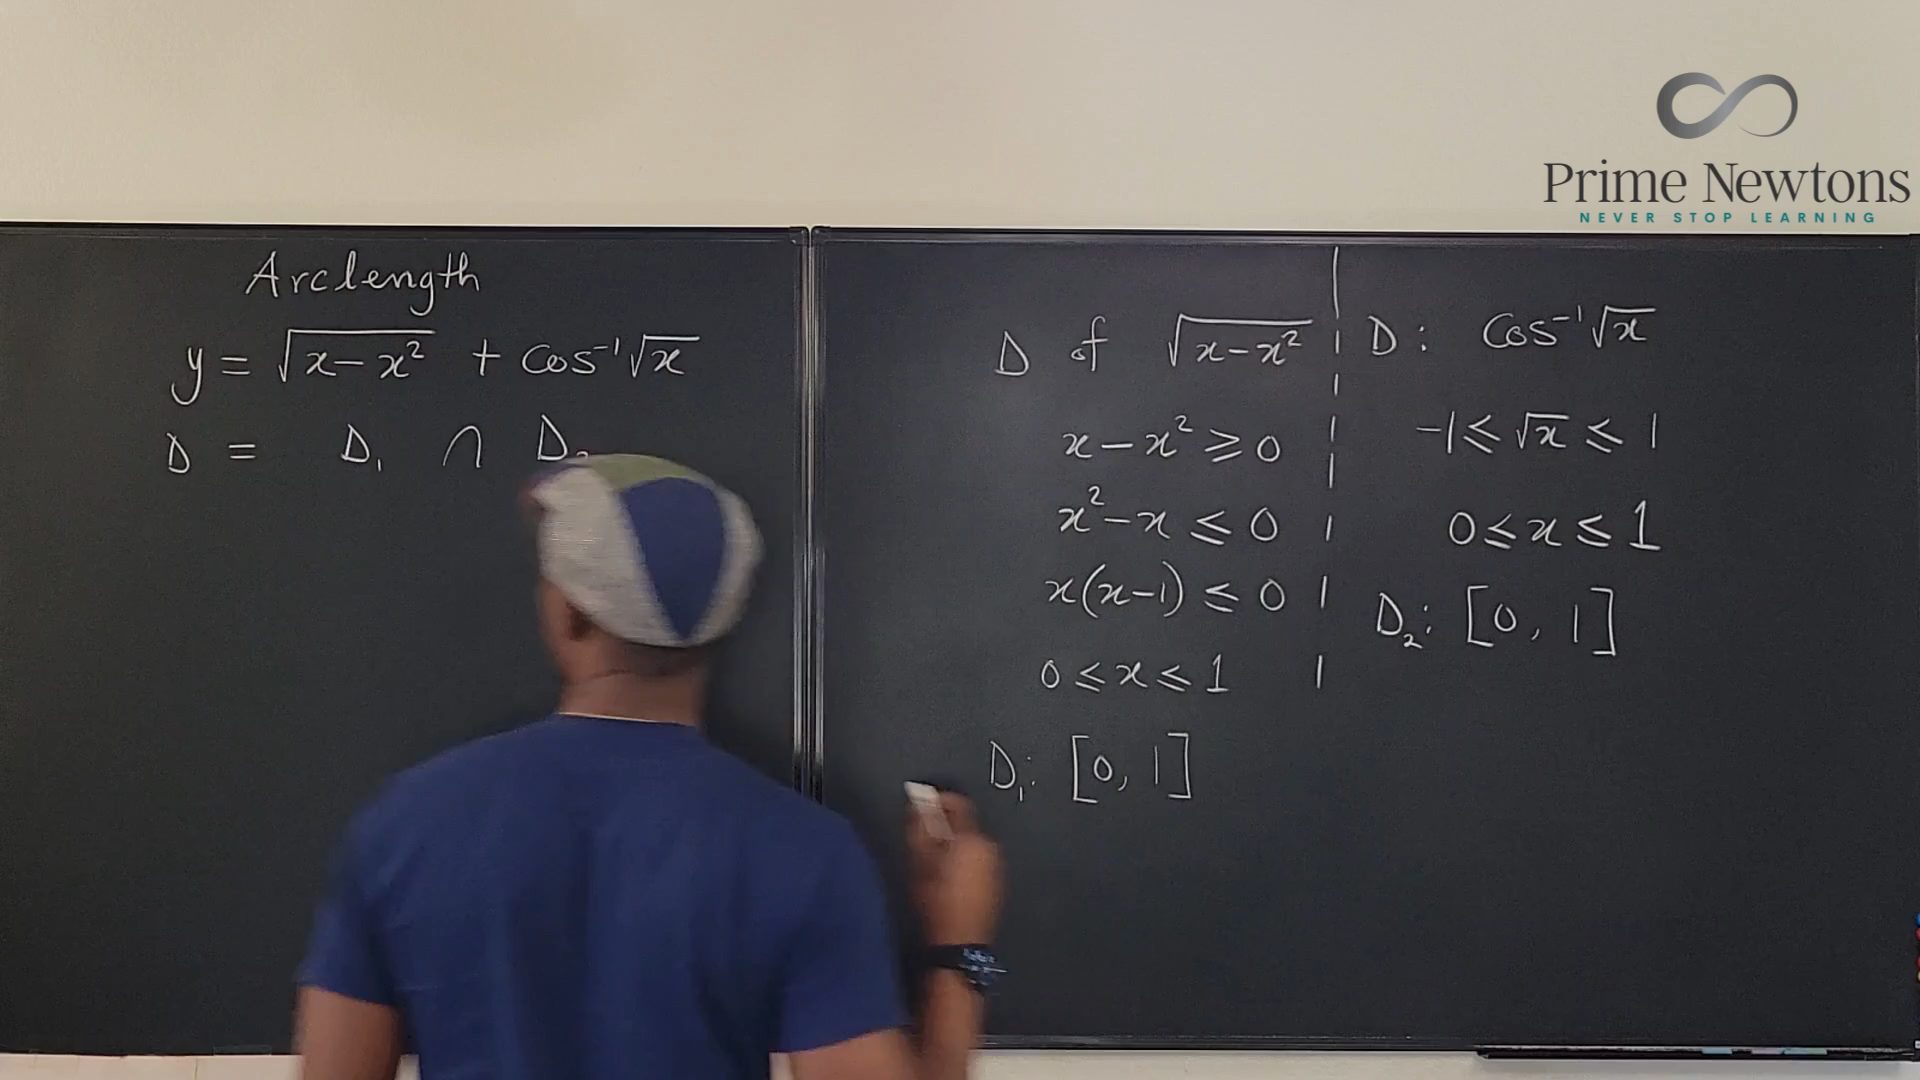 Prime Newtons
NEVER STOP LEARNING
Arclength
y = √(x-x²) + cos⁻¹√x
D = D₁ ∩ D₂
D of √(x-x²)
x-x² ≥ 0
x²-x ≤ 0
x(x-1) ≤ 0
0 ≤ x ≤ 1
D₁: [0, 1]
D: Cos⁻¹√x
-1 ≤ √x ≤ 1
0 ≤ x ≤ 1
D₂: [0, 1]